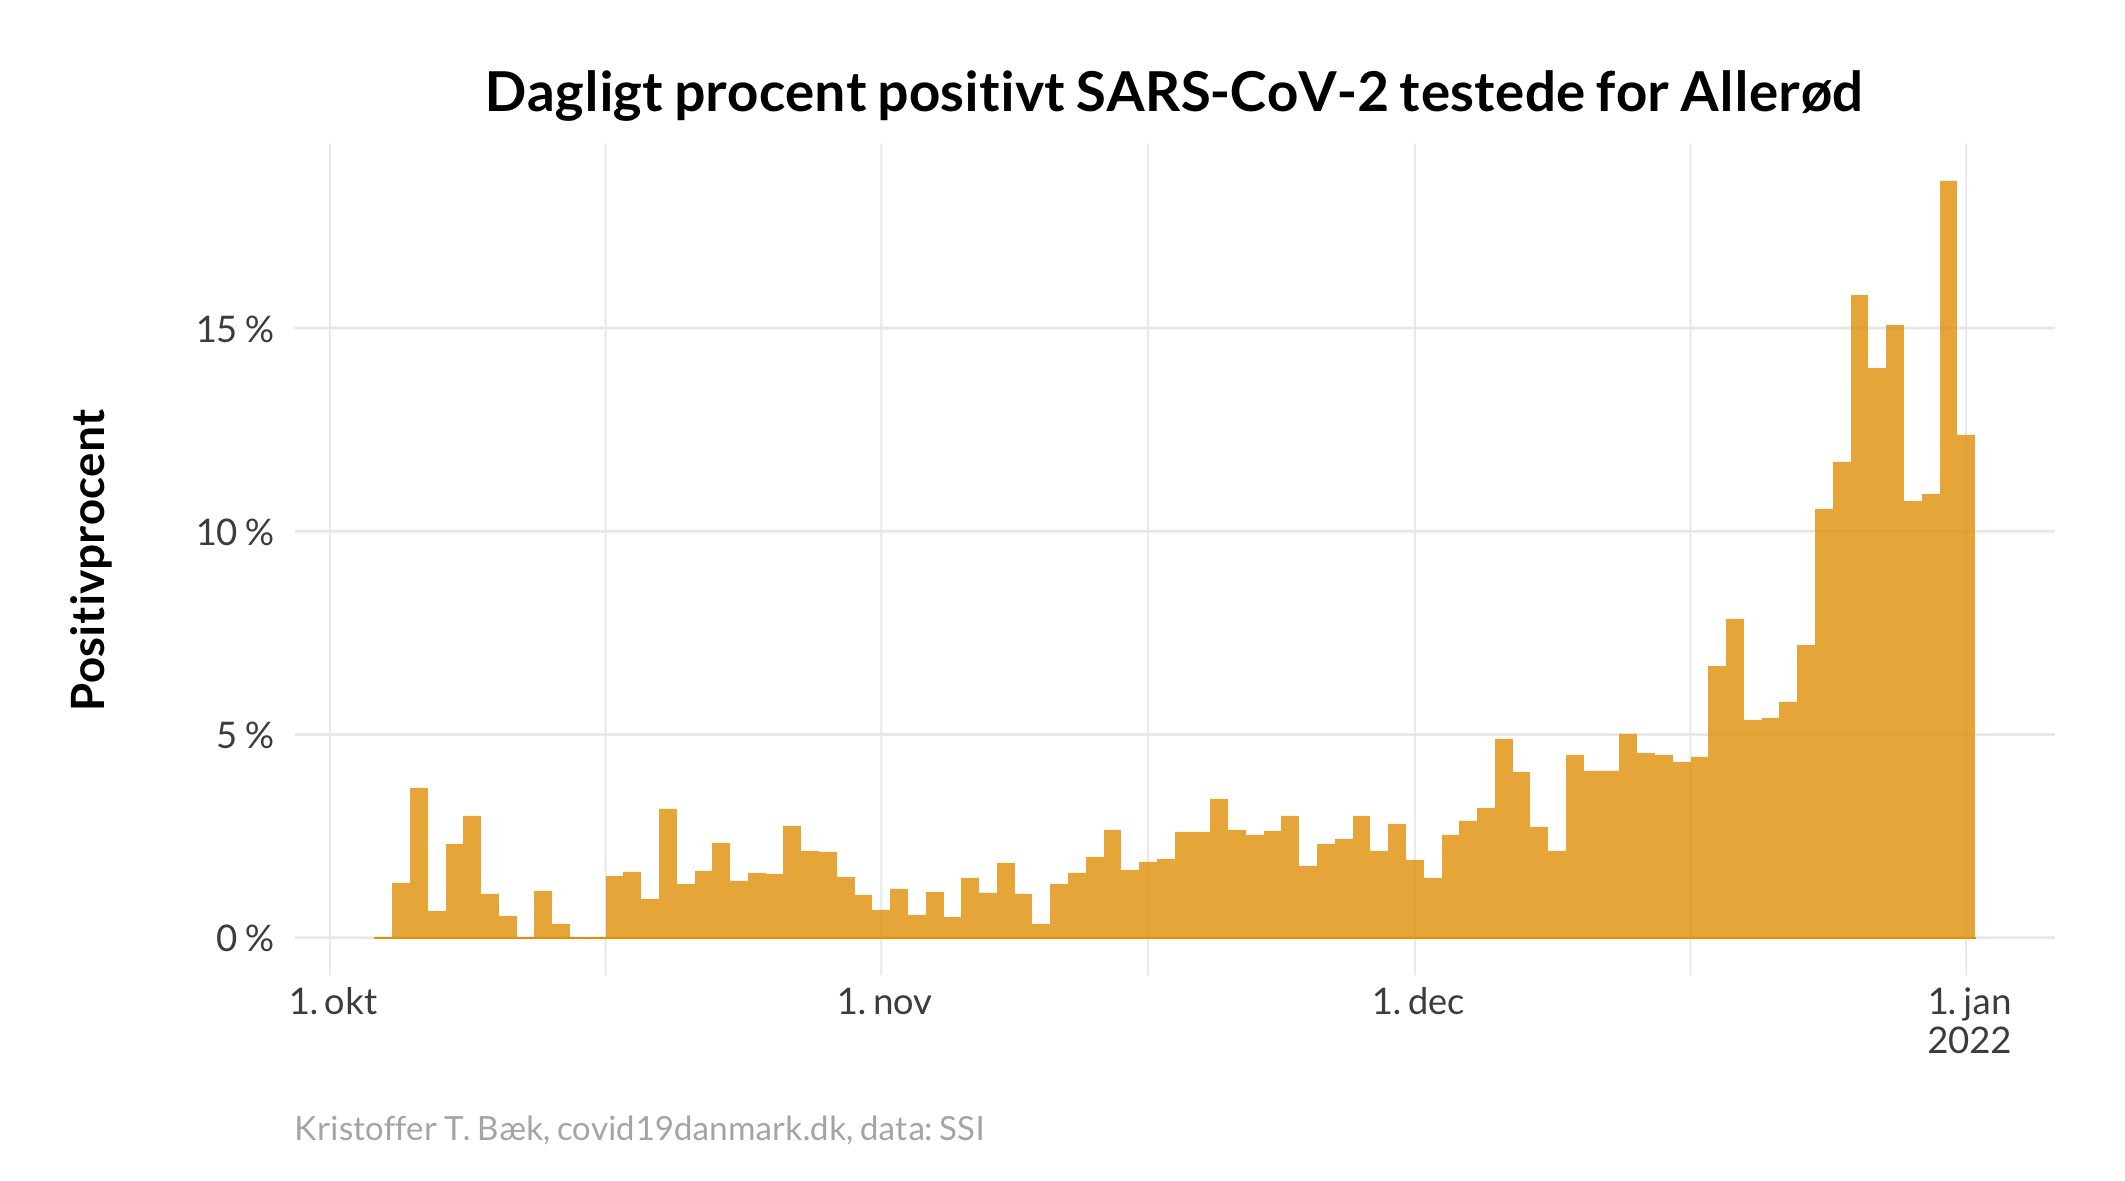 Dagligt procent positivt SARS-CoV-2 testede for Allerød
Positivprocent
15 %
10 %
5 %
0 %
1. okt
1. nov
1. dec
1. jan
2022
Kristoffer T. Bæk, covid19danmark.dk, data: SSI